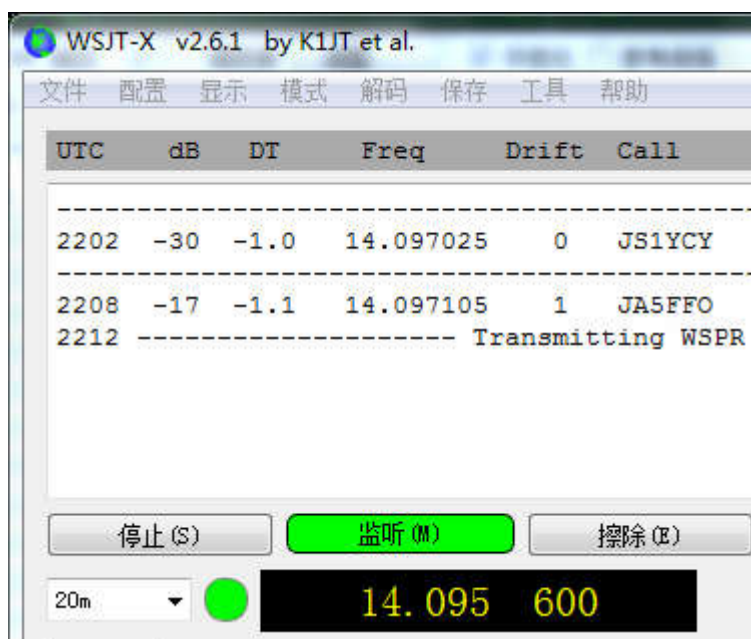 WSJT-X v2.6.1 by K1JT et al.
文件 配置 显示 模式 解码 保存 工具 帮助
UTC dB DT Freq Drift Call
--------------------------------------------
2202 -30 -1.0 14.097025 0 JS1YCY
--------------------------------------------
2208 -17 -1.1 14.097105 1 JA5FFO
2212 -------------------- Transmitting WSPR
停止(S) 监听(M) 擦除(E)
20m 14.095 600